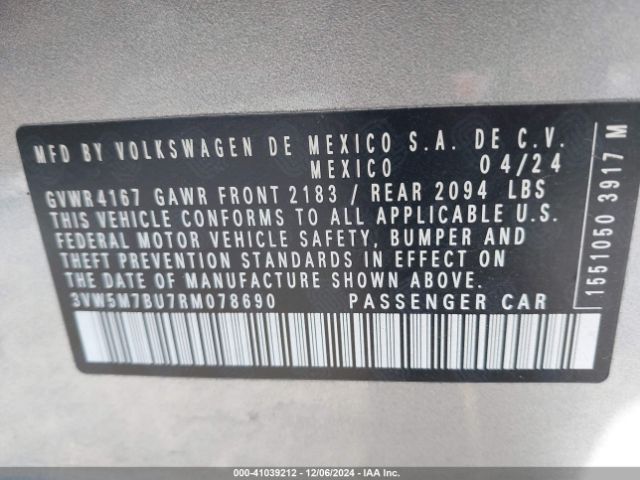 MFD BY VOLKSWAGEN DE MEXICO S.A. DE C.V.
MEXICO 04/24
GVWR4167 GAWR FRONT 2183 / REAR 2094 LBS
THIS VEHICLE CONFORMS TO ALL APPLICABLE U.S.
FEDERAL MOTOR VEHICLE SAFETY, BUMPER AND
THEFT PREVENTION STANDARDS IN EFFECT ON
THE DATE OF MANUFACTURE SHOWN ABOVE.
3VW5M7BU7RM078690 PASSENGER CAR
1551050 3917 M
000-41039212 - 12/06/2024 - IAA Inc.